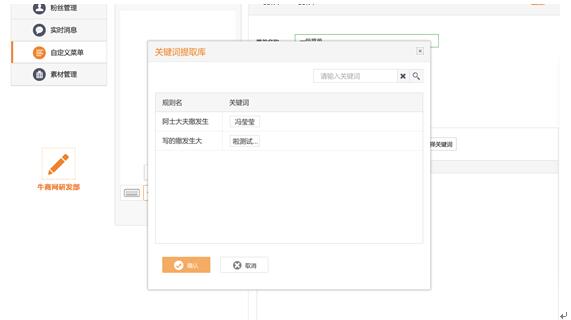 粉丝管理
实时消息
自定义菜单
素材管理
牛商网研发部
关键词提取库
请输入关键词
规则名 关键词
阿士大夫撒发生 冯莹莹
写的撒发生大 啦测试...
确认 取消
择关键词